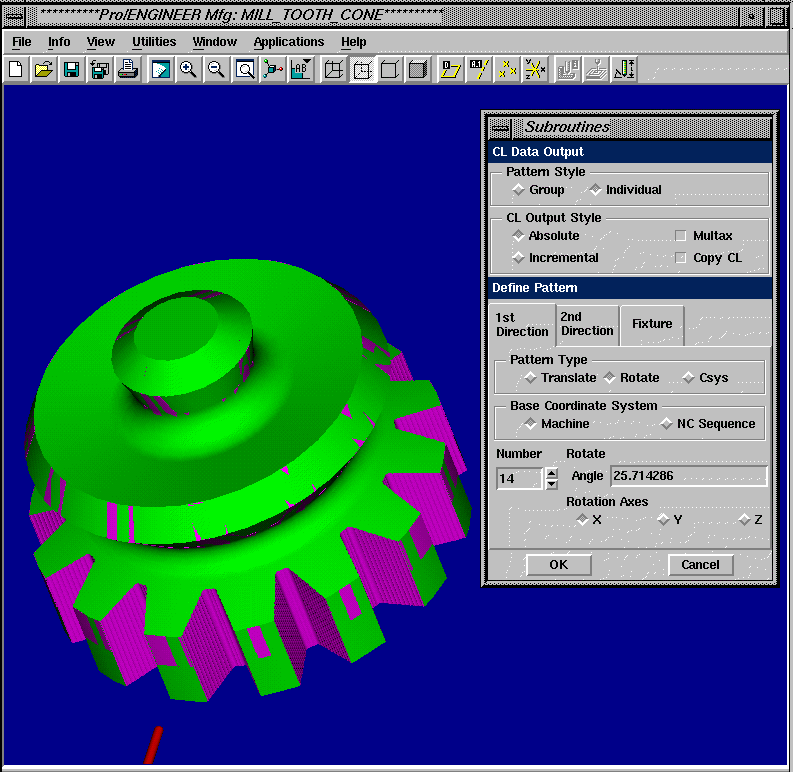 **********Pro/ENGINEER Mfg: MILL_TOOTH_CONE**********
File Info View Utilities Window Applications Help
Subroutines
CL Data Output
Pattern Style
Group Individual
CL Output Style
Absolute Multax
Incremental Copy CL
Define Pattern
1st Direction 2nd Direction Fixture
Pattern Type
Translate Rotate Csys
Base Coordinate System
Machine NC Sequence
Number Rotate
14 Angle 25.714286
Rotation Axes
X Y Z
OK Cancel